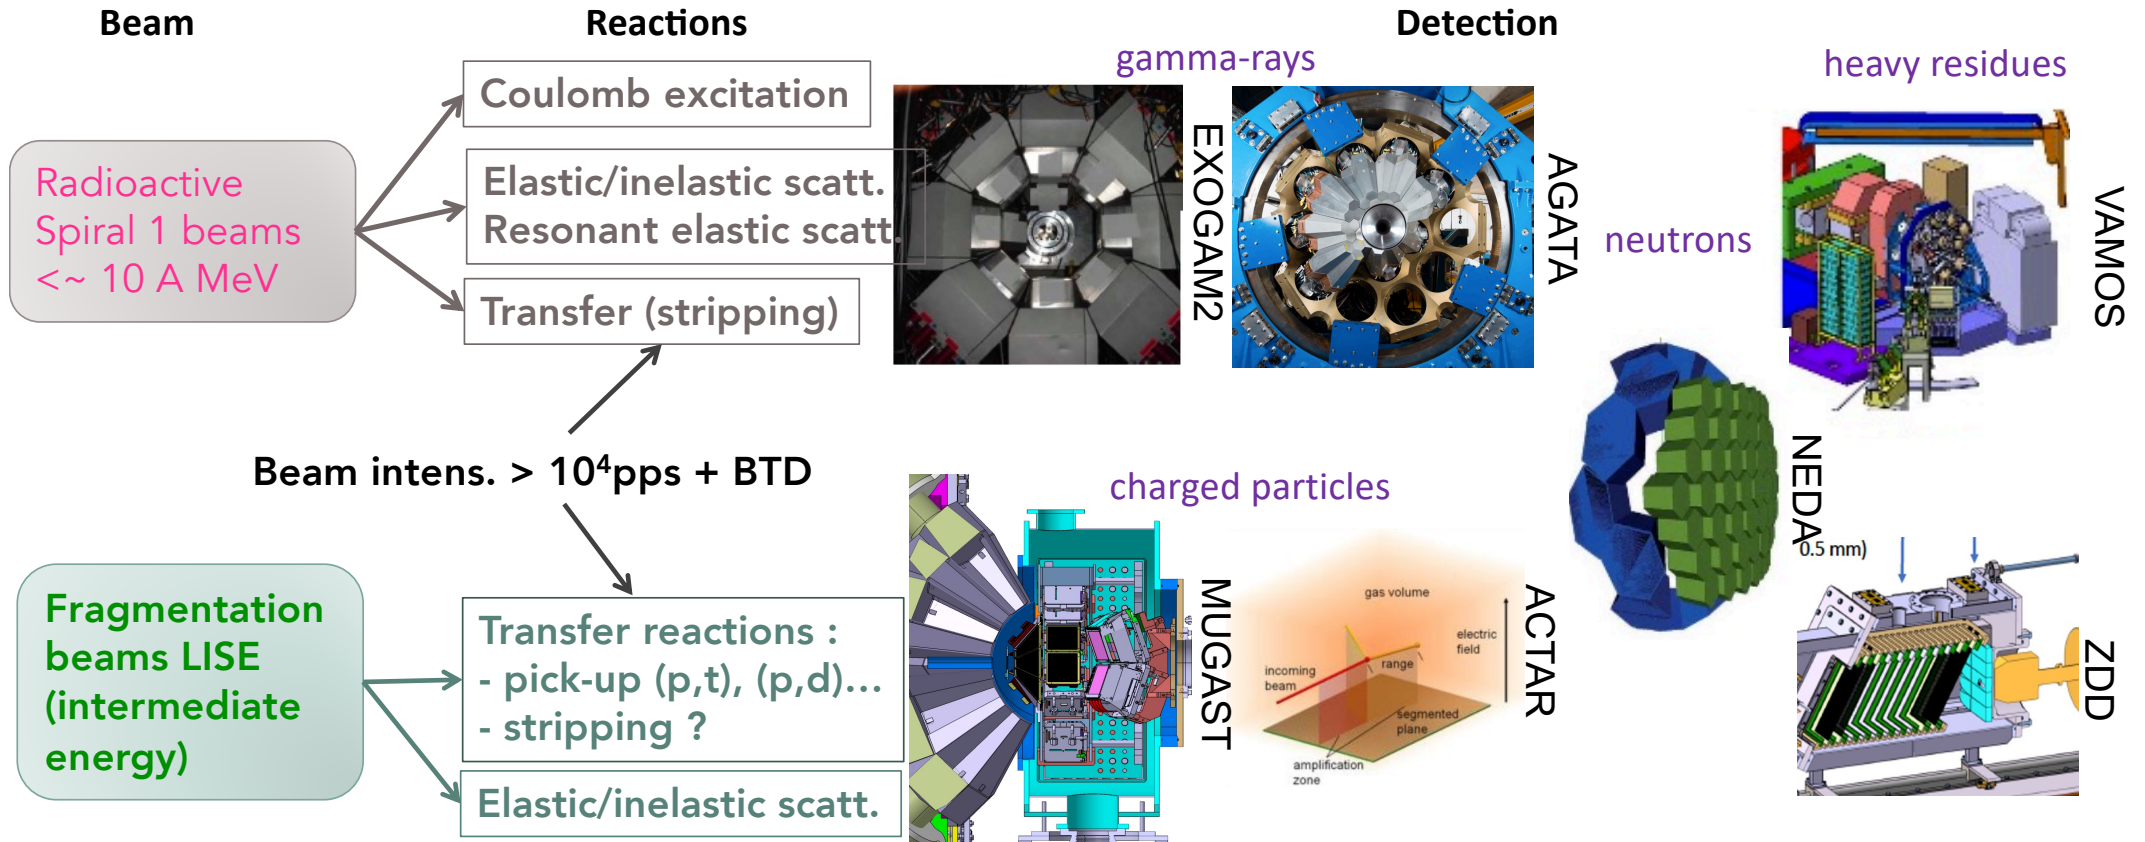 Beam
Reactions
Detection
Radioactive
Spiral 1 beams
<~ 10 A MeV
Coulomb excitation
Elastic/inelastic scatt.
Resonant elastic scatt.
Transfer (stripping)
Beam intens. > 10⁴pps + BTD
Fragmentation
beams LISE
(intermediate
energy)
Transfer reactions :
- pick-up (p,t), (p,d)...
- stripping ?
Elastic/inelastic scatt.
gamma-rays
EXOGAM2
AGATA
neutrons
NEDA
heavy residues
VAMOS
charged particles
MUGAST
gas volume
electric
field
incoming
beam
range
segmented
plane
amplification
zone
ACTAR
0.5 mm)
ZDD